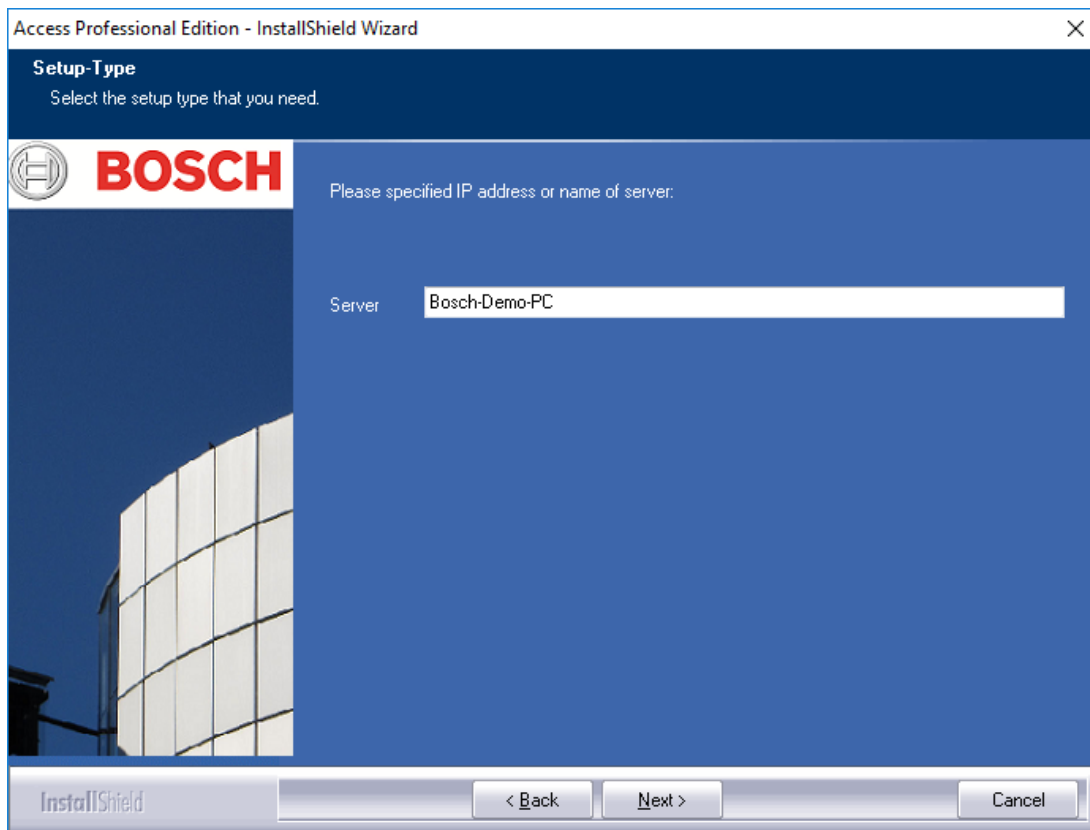 Access Professional Edition - InstallShield Wizard
Setup-Type
Select the setup type that you need.
BOSCH
Please specified IP address or name of server:
Server Bosch-Demo-PC
InstallShield
< Back Next > Cancel